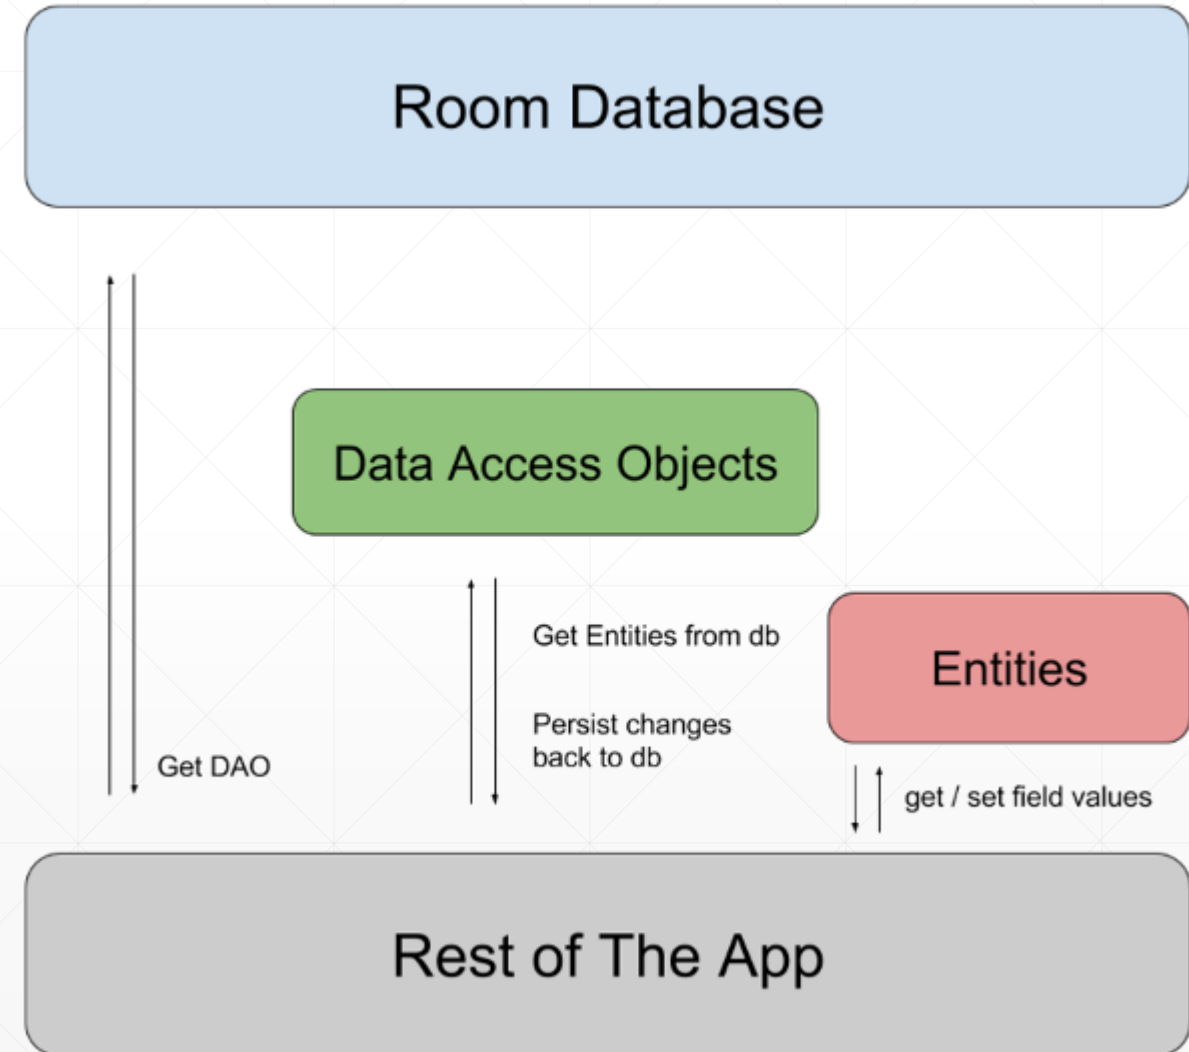 Room Database
Data Access Objects
Get Entities from db
Entities
Persist changes
back to db
Get DAO
get / set field values
Rest of The App